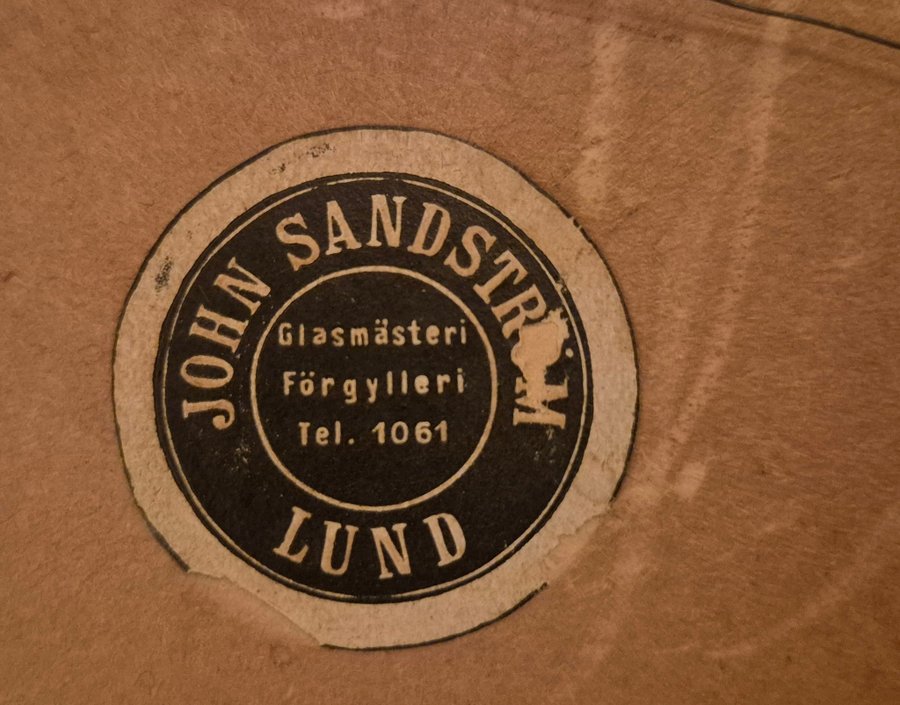 JOHN SANDSTRÖM
Glasmästeri
Förgylleri
Tel. 1061
LUND